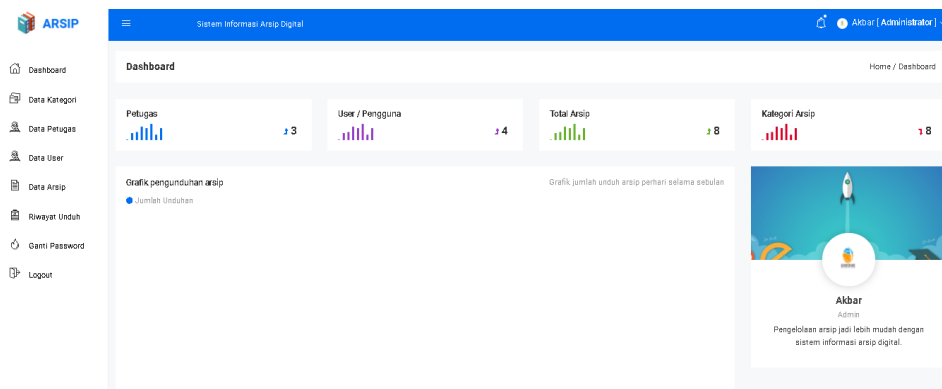 ARSIP
Sistem Informasi Arsip Digital
Akbar [ Administrator ]
Dashboard
Data Kategori
Data Petugas
Data User
Data Arsip
Riwayat Unduh
Ganti Password
Logout
Dashboard
Home / Dashboard
Petugas
3
User / Pengguna
4
Total Arsip
8
Kategori Arsip
8
Grafik pengunduhan arsip
Grafik jumlah unduh arsip perhari selama sebulan
Jumlah Unduhan
Akbar
Admin
Pengelolaan arsip jadi lebih mudah dengan
sistem informasi arsip digital.